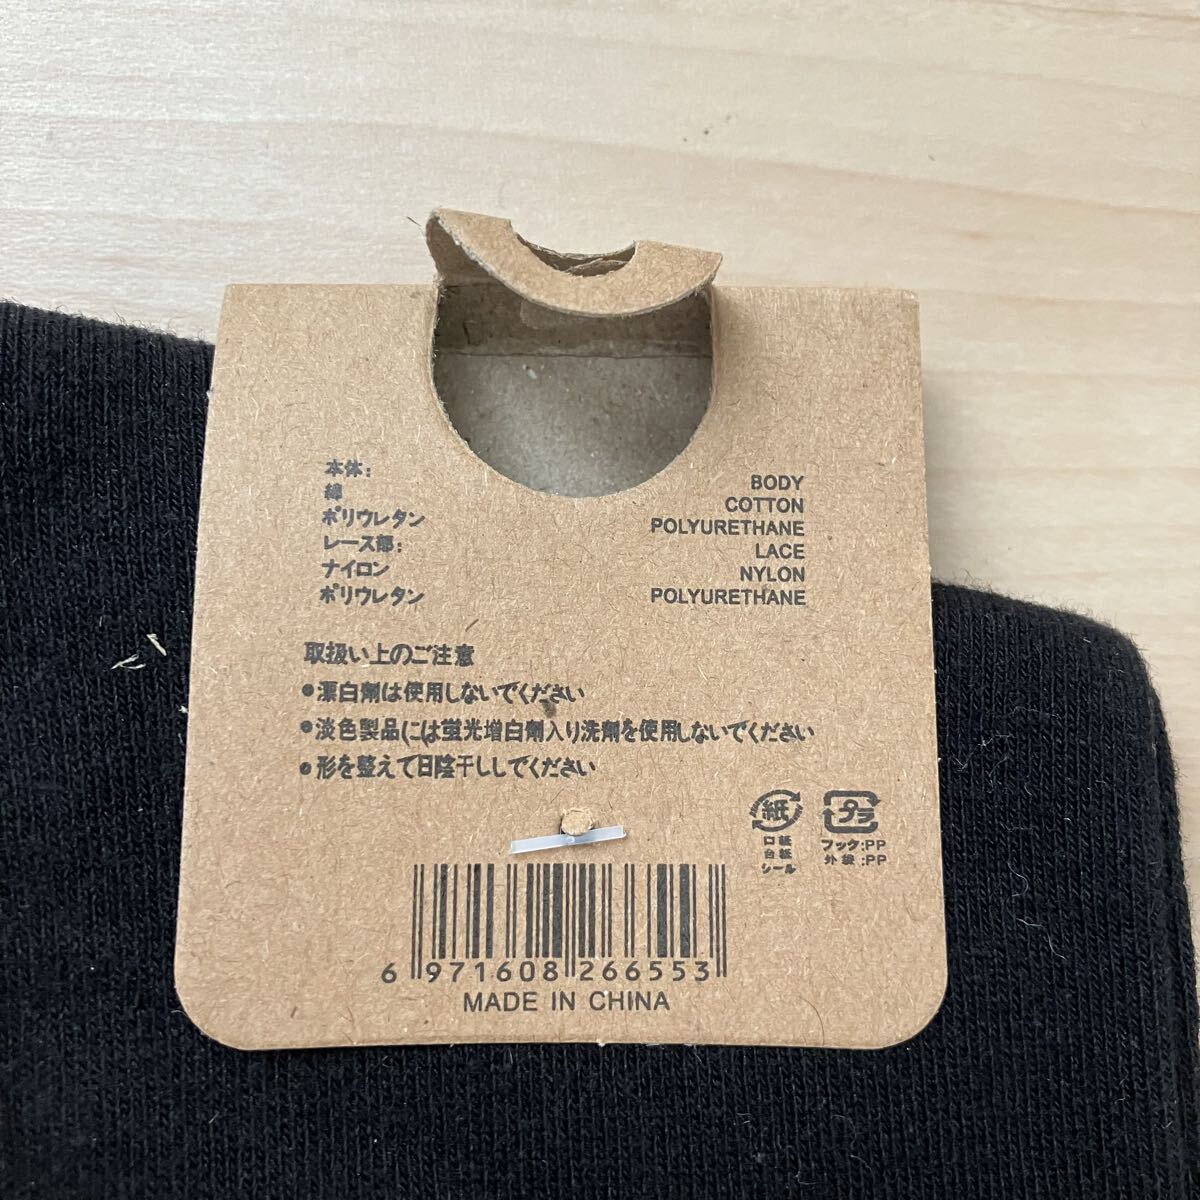 本体:
綿
ポリウレタン
レース部:
ナイロン
ポリウレタン
BODY
COTTON
POLYURETHANE
LACE
NYLON
POLYURETHANE
取扱い上のご注意
●漂白剤は使用しないでください
●淡色製品には蛍光増白剤入り洗剤を使用しないでください
●形を整えて日陰干ししてください
紙
口紙
台紙
シール
プラ
フック:PP
外袋:PP
6 971608 266553
MADE IN CHINA